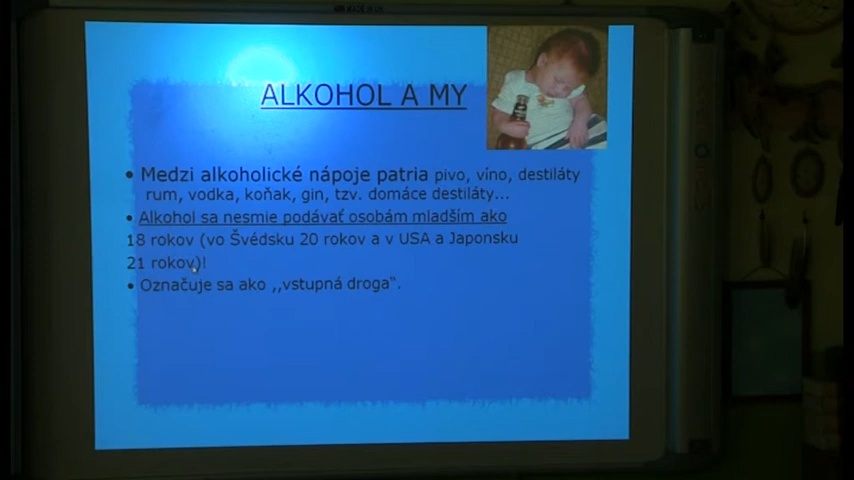 ALKOHOL A MY
• Medzi alkoholické nápoje patria pivo, víno, destiláty
rum, vodka, koňak, gin, tzv. domáce destiláty...
• Alkohol sa nesmie podávať osobám mladším ako
18 rokov (vo Švédsku 20 rokov a v USA a Japonsku
21 rokov)!
• Označuje sa ako ,,vstupná droga“.